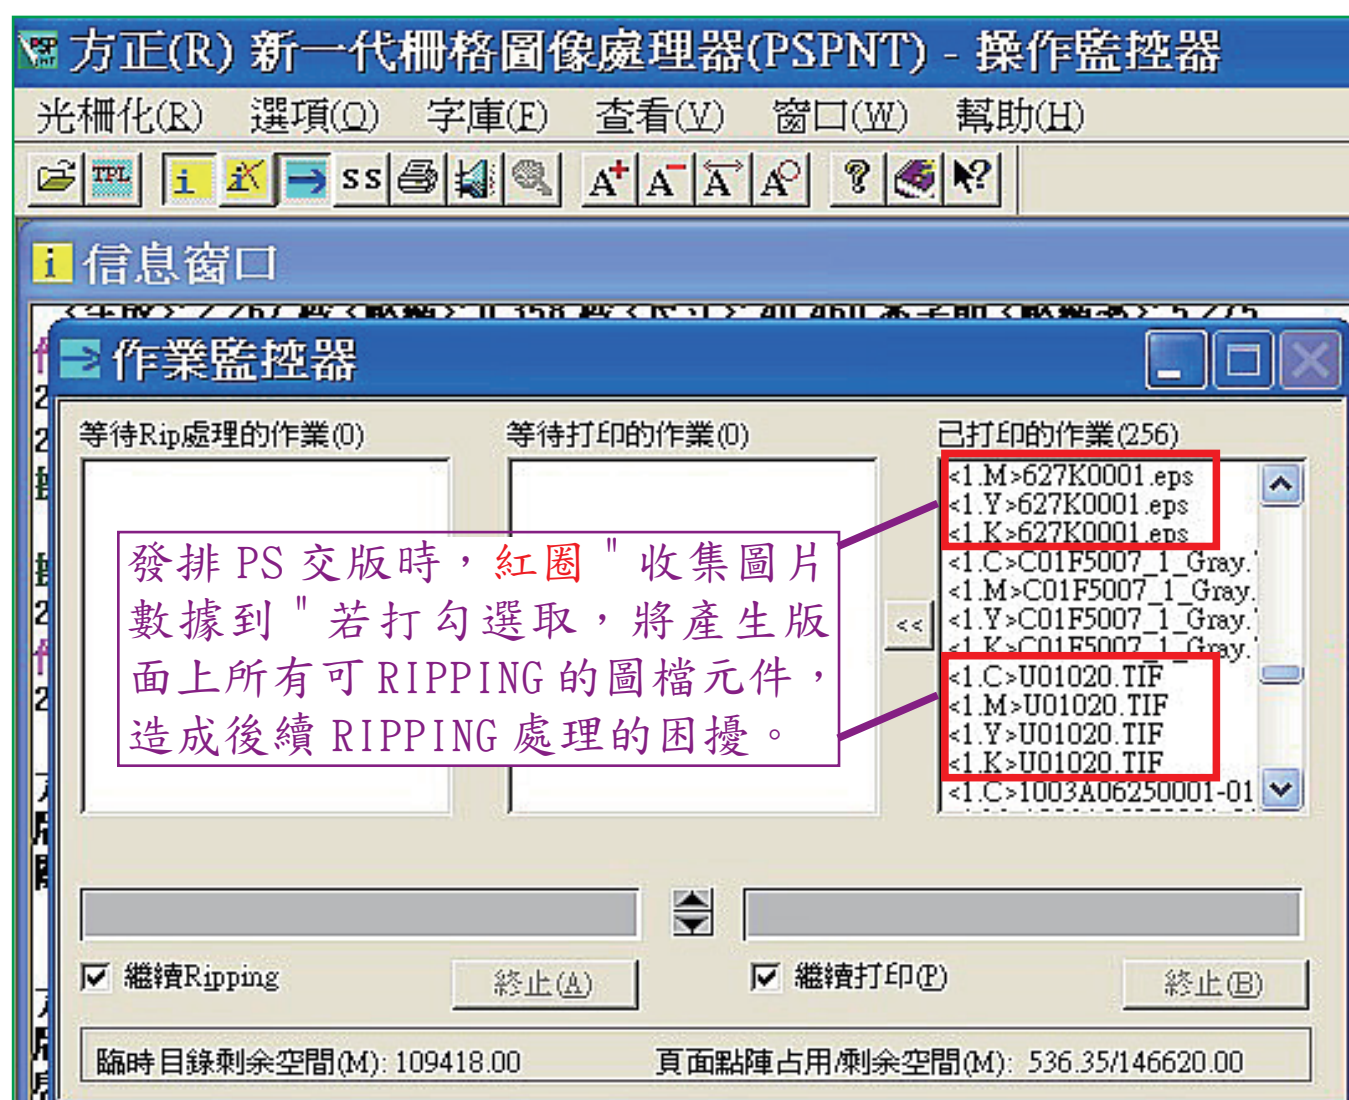 方正(R) 新一代柵格圖像處理器(PSPNT) - 操作監控器
光柵化(R) 選項(O) 字庫(F) 查看(V) 窗口(W) 幫助(H)
TPL i SS A+ A- A A ? ?
i 信息窗口
作業監控器
等待Rip處理的作業(0) 等待打印的作業(0) 已打印的作業(256)
<1.M>627K0001.eps
<1.Y>627K0001.eps
<1.K>627K0001.eps
<1.C>C01F5007_1_Gray.
<1.M>C01F5007_1_Gray.
<1.Y>C01F5007_1_Gray.
<1.K>C01F5007_1_Gray.
<1.C>U01020.TIF
<1.M>U01020.TIF
<1.Y>U01020.TIF
<1.K>U01020.TIF
<1.C>1003A06250001-01
<<
發排 PS 交版時，紅圈 " 收集圖片
數據到 " 若打勾選取，將產生版
面上所有可 RIPPING 的圖檔元件，
造成後續 RIPPING 處理的困擾。
繼續Ripping 終止(A) 繼續打印(P) 終止(B)
臨時目錄剩余空間(M): 109418.00 頁面點陣占用/剩余空間(M): 536.35/146620.00